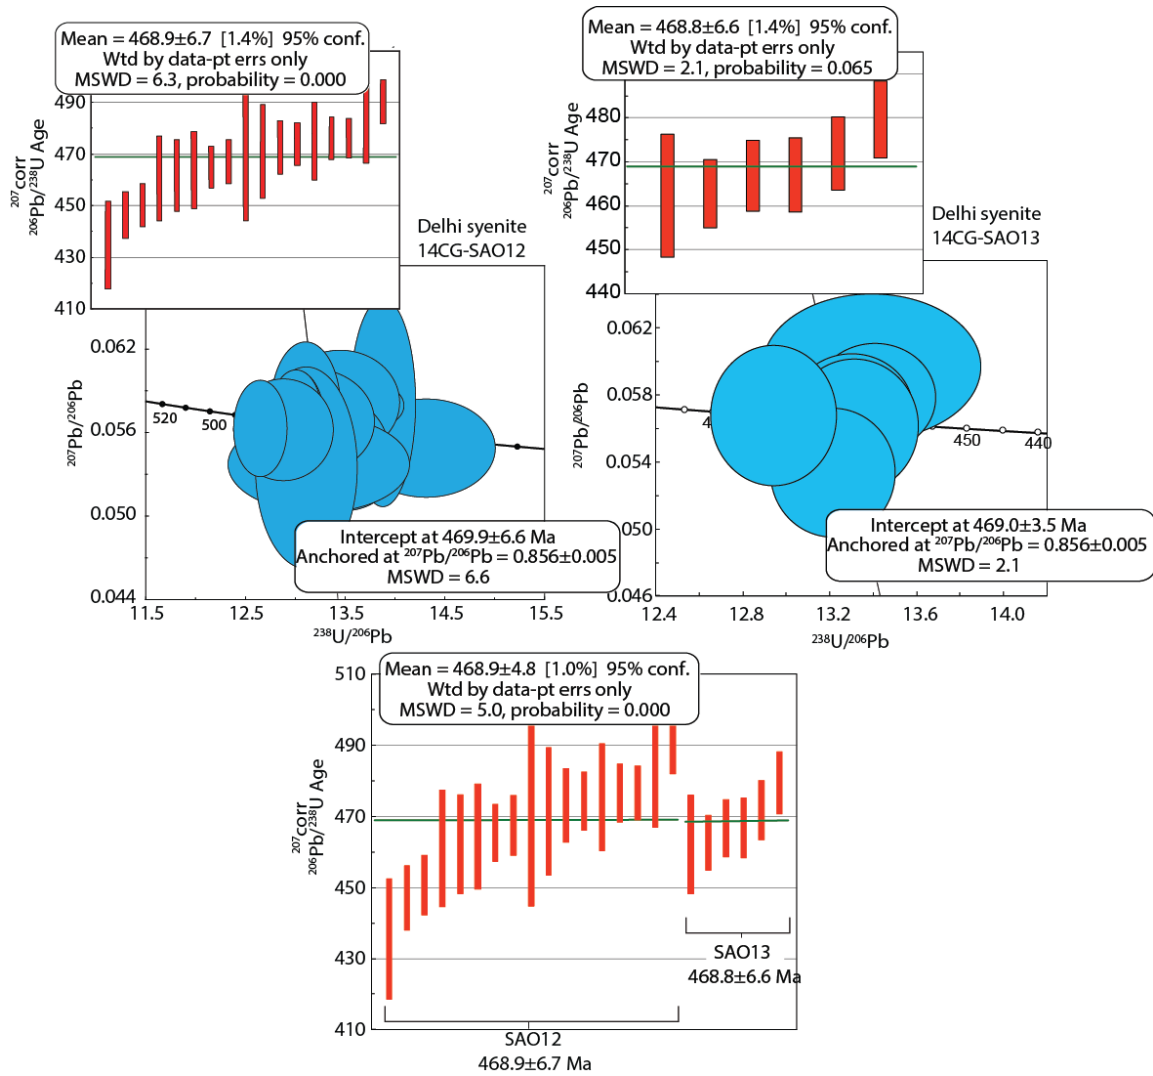 Mean = 468.9±6.7 [1.4%] 95% conf.
Wtd by data-pt errs only
MSWD = 6.3, probability = 0.000
490
470
450
430
410
²⁰⁷corr
²⁰⁶Pb/²³⁸U Age
Delhi syenite
14CG-SAO12
0.062
0.056
0.050
0.044
²⁰⁷Pb/²⁰⁶Pb
520
500
Intercept at 469.9±6.6 Ma
Anchored at ²⁰⁷Pb/²⁰⁶Pb = 0.856±0.005
MSWD = 6.6
11.5
12.5
13.5
14.5
15.5
²³⁸U/²⁰⁶Pb
Mean = 468.8±6.6 [1.4%] 95% conf.
Wtd by data-pt errs only
MSWD = 2.1, probability = 0.065
480
470
460
450
440
²⁰⁷corr
²⁰⁶Pb/²³⁸U Age
Delhi syenite
14CG-SAO13
0.062
0.058
0.054
0.050
0.046
²⁰⁷Pb/²⁰⁶Pb
450
440
Intercept at 469.0±3.5 Ma
Anchored at ²⁰⁷Pb/²⁰⁶Pb = 0.856±0.005
MSWD = 2.1
12.4
12.8
13.2
13.6
14.0
²³⁸U/²⁰⁶Pb
Mean = 468.9±4.8 [1.0%] 95% conf.
Wtd by data-pt errs only
MSWD = 5.0, probability = 0.000
510
490
470
450
430
410
²⁰⁷corr
²⁰⁶Pb/²³⁸U Age
SAO13
468.8±6.6 Ma
SAO12
468.9±6.7 Ma